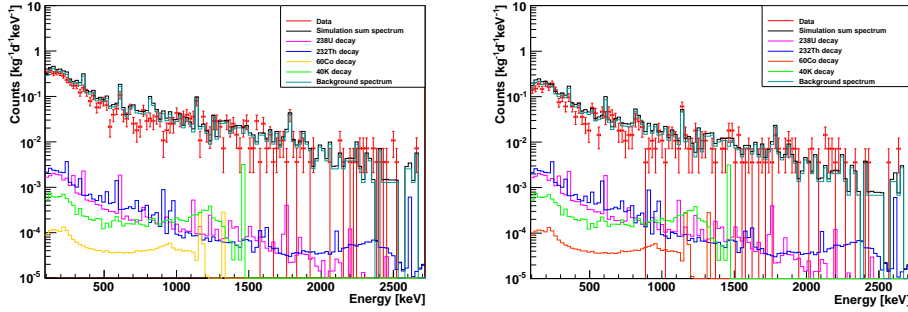 Counts [kg⁻¹d⁻¹keV⁻¹]
10
1
10⁻¹
10⁻²
10⁻³
10⁻⁴
10⁻⁵
Data
Simulation sum spectrum
238U decay
232Th decay
60Co decay
40K decay
Background spectrum
500 1000 1500 2000 2500
Energy [keV]
Counts [kg⁻¹d⁻¹keV⁻¹]
10
1
10⁻¹
10⁻²
10⁻³
10⁻⁴
10⁻⁵
Data
Simulation sum spectrum
238U decay
232Th decay
60Co decay
40K decay
Background spectrum
500 1000 1500 2000 2500
Energy [keV]